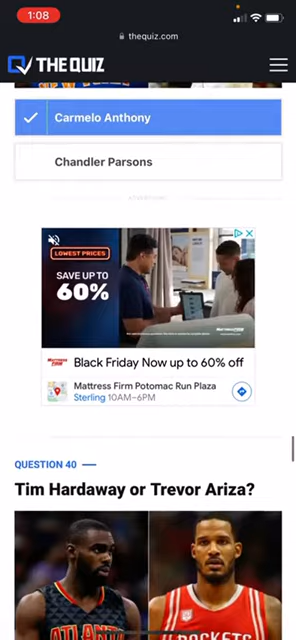 1:08
thequiz.com
THE QUIZ
Carmelo Anthony
Chandler Parsons
ADVERTISEMENT
LOWEST PRICES
SAVE UP TO
60%
Black Friday Now up to 60% off
Mattress Firm Potomac Run Plaza
Sterling 10AM–6PM
QUESTION 40
Tim Hardaway or Trevor Ariza?
ATLANT
ROCKETS